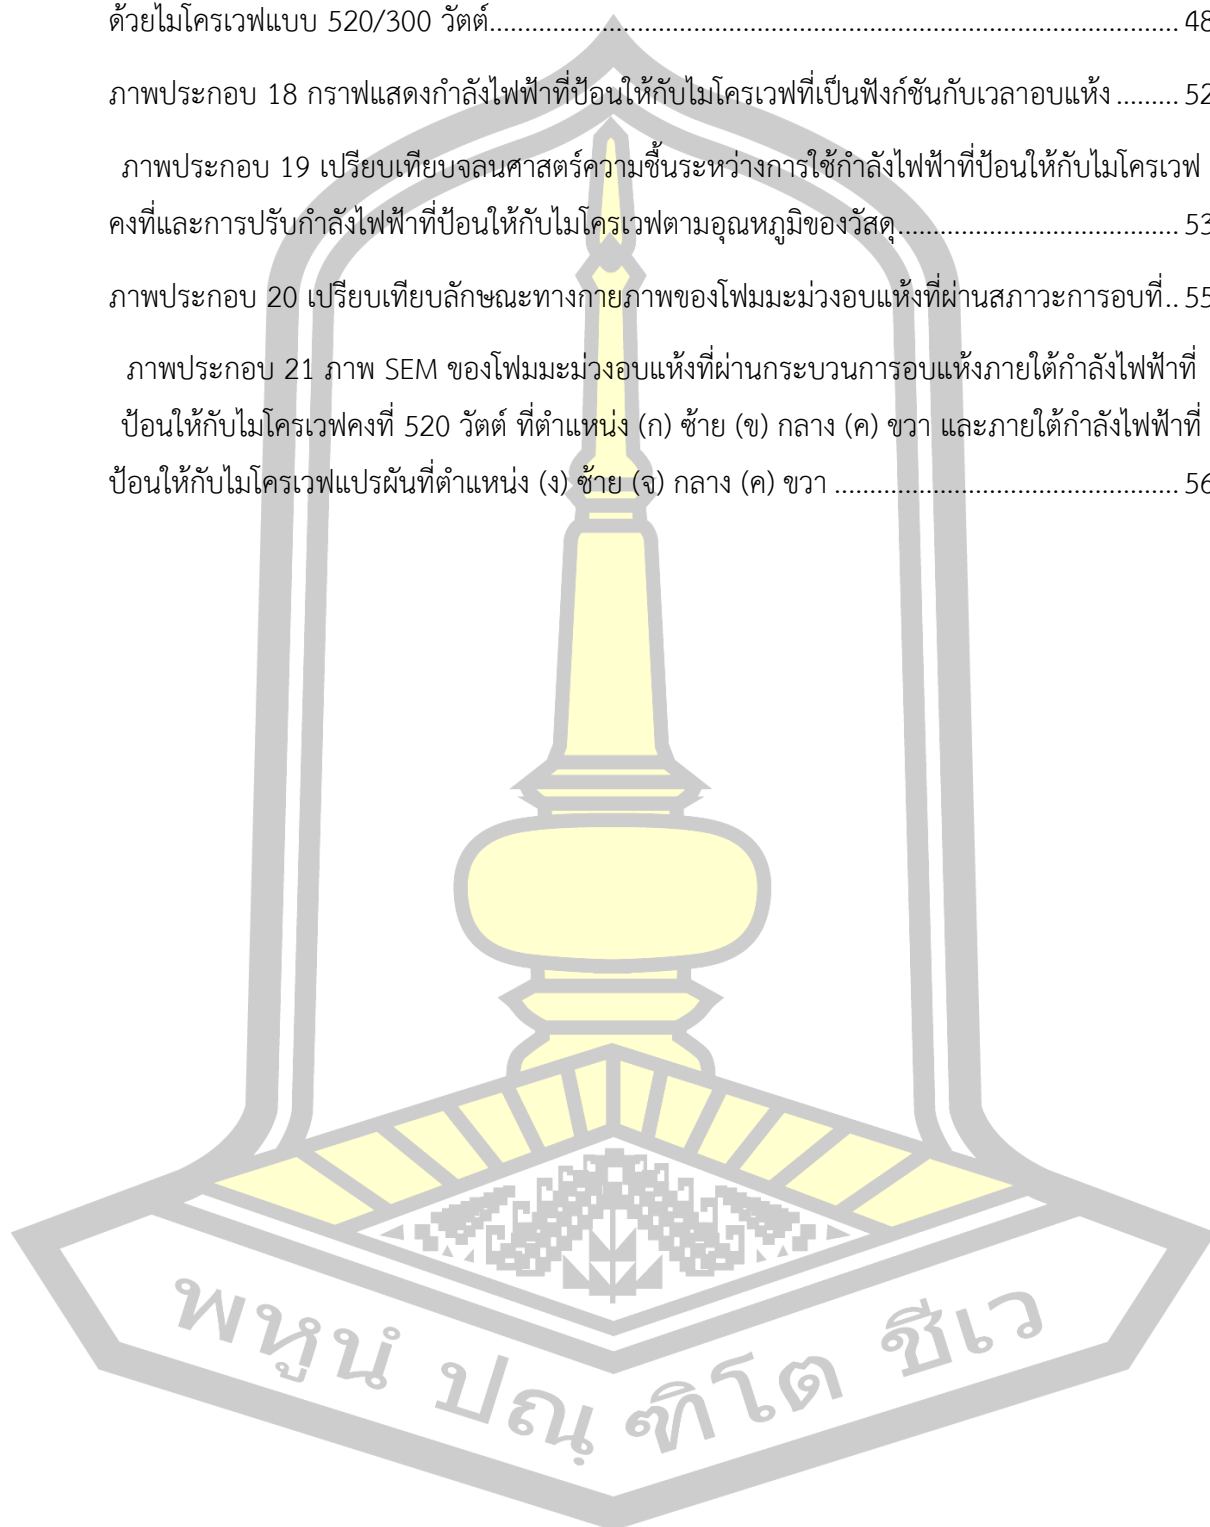 ด้วยไมโครเวฟแบบ 520/300 วัตต์.................................................................................................. 48
ภาพประกอบ 18 กราฟแสดงกำลังไฟฟ้าที่ป้อนให้กับไมโครเวฟที่เป็นฟังก์ชันกับเวลาอบแห้ง ......... 52
ภาพประกอบ 19 เปรียบเทียบจลนศาสตร์ความชื้นระหว่างการใช้กำลังไฟฟ้าที่ป้อนให้กับไมโครเวฟ
คงที่และการปรับกำลังไฟฟ้าที่ป้อนให้กับไมโครเวฟตามอุณหภูมิของวัสดุ........................................ 53
ภาพประกอบ 20 เปรียบเทียบลักษณะทางกายภาพของโฟมมะม่วงอบแห้งที่ผ่านสภาวะการอบที่.. 55
ภาพประกอบ 21 ภาพ SEM ของโฟมมะม่วงอบแห้งที่ผ่านกระบวนการอบแห้งภายใต้กำลังไฟฟ้าที่
ป้อนให้กับไมโครเวฟคงที่ 520 วัตต์ ที่ตำแหน่ง (ก) ซ้าย (ข) กลาง (ค) ขวา และภายใต้กำลังไฟฟ้าที่
ป้อนให้กับไมโครเวฟแปรผันที่ตำแหน่ง (ง) ซ้าย (จ) กลาง (ค) ขวา ................................................. 56
พหูนํ ปณฺฑิโต ชีเว